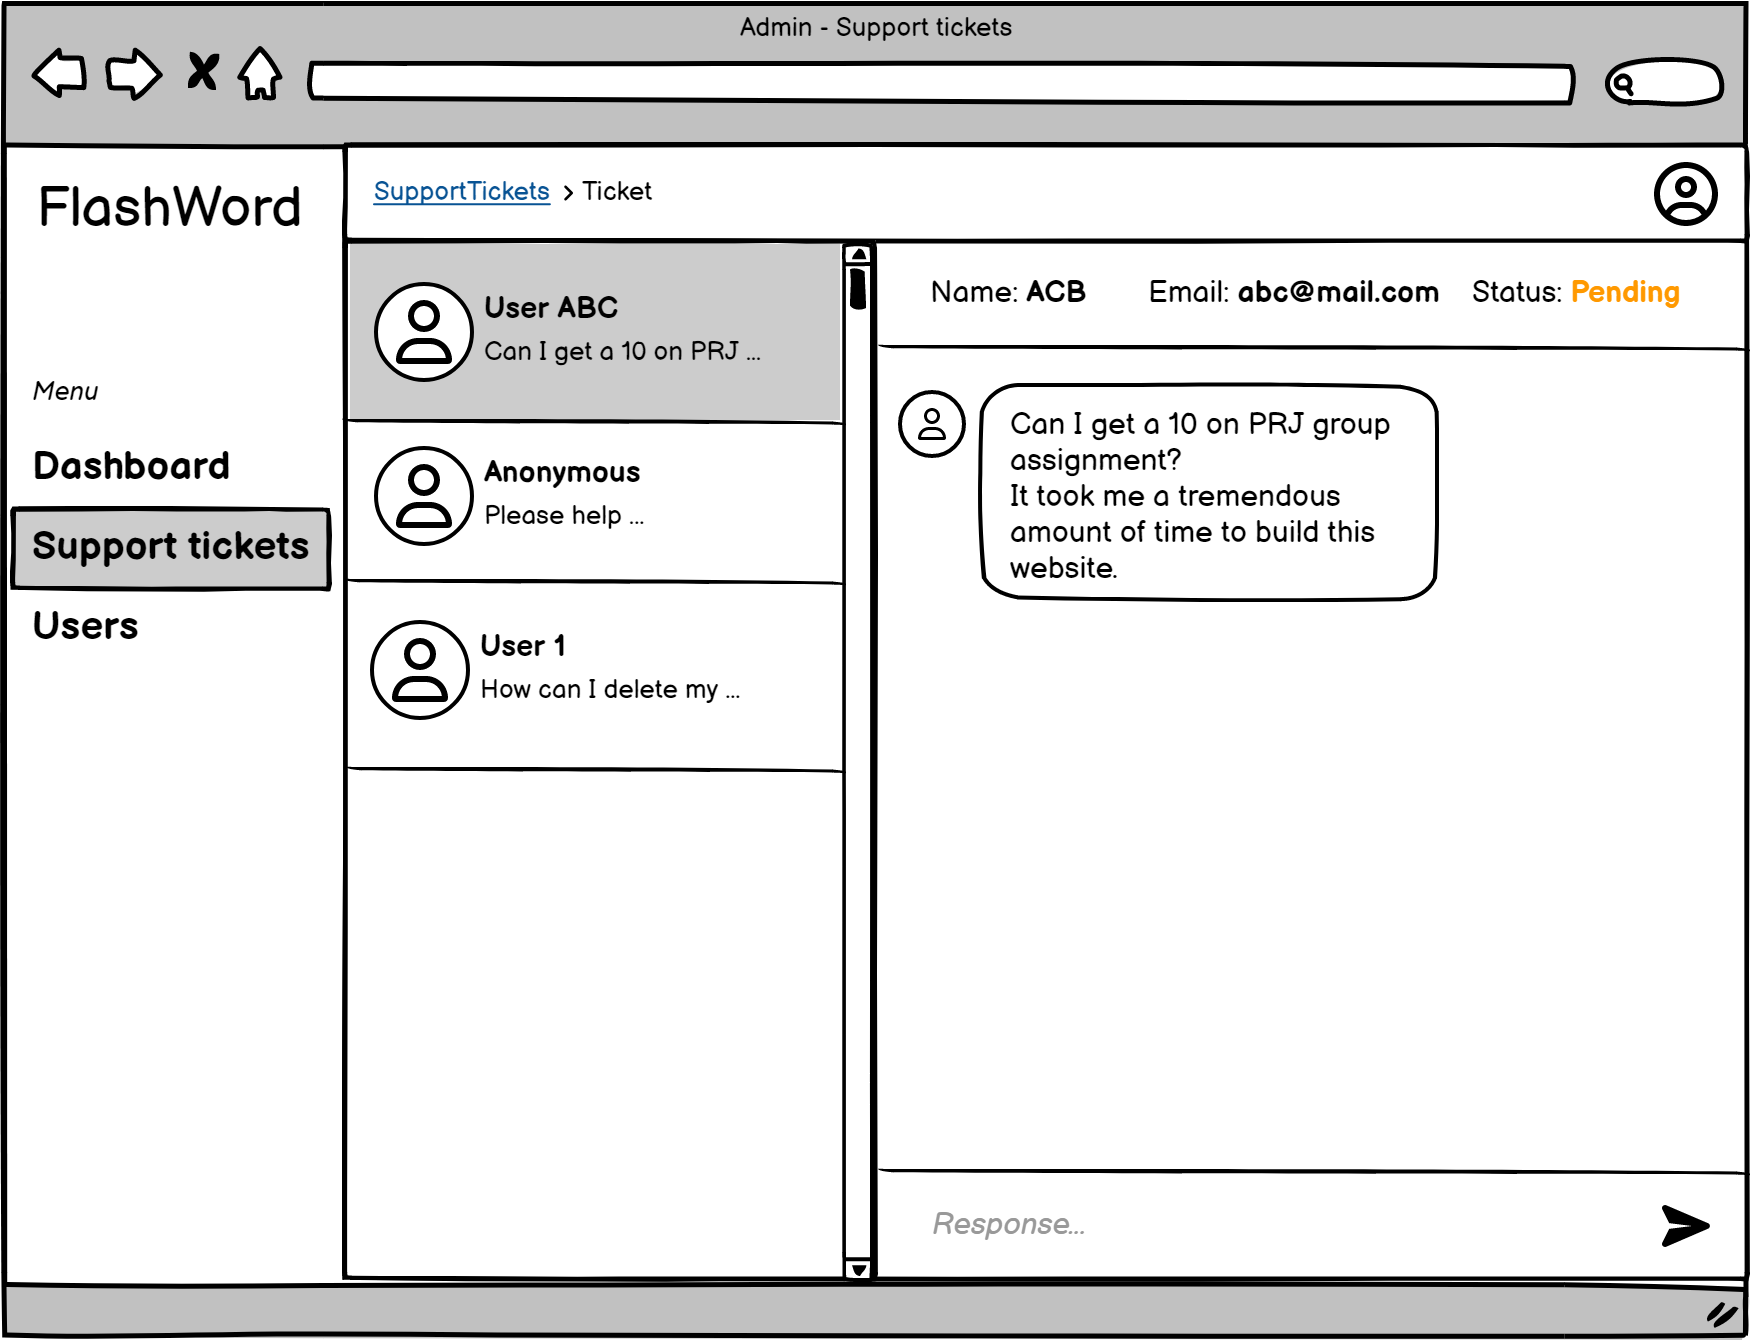 Admin - Support tickets
FlashWord
SupportTickets > Ticket
Menu
Dashboard
Support tickets
Users
User ABC
Can I get a 10 on PRJ ...
Anonymous
Please help ...
User 1
How can I delete my ...
Name: ACB Email: abc@mail.com Status: Pending
Can I get a 10 on PRJ group
assignment?
It took me a tremendous
amount of time to build this
website.
Response...